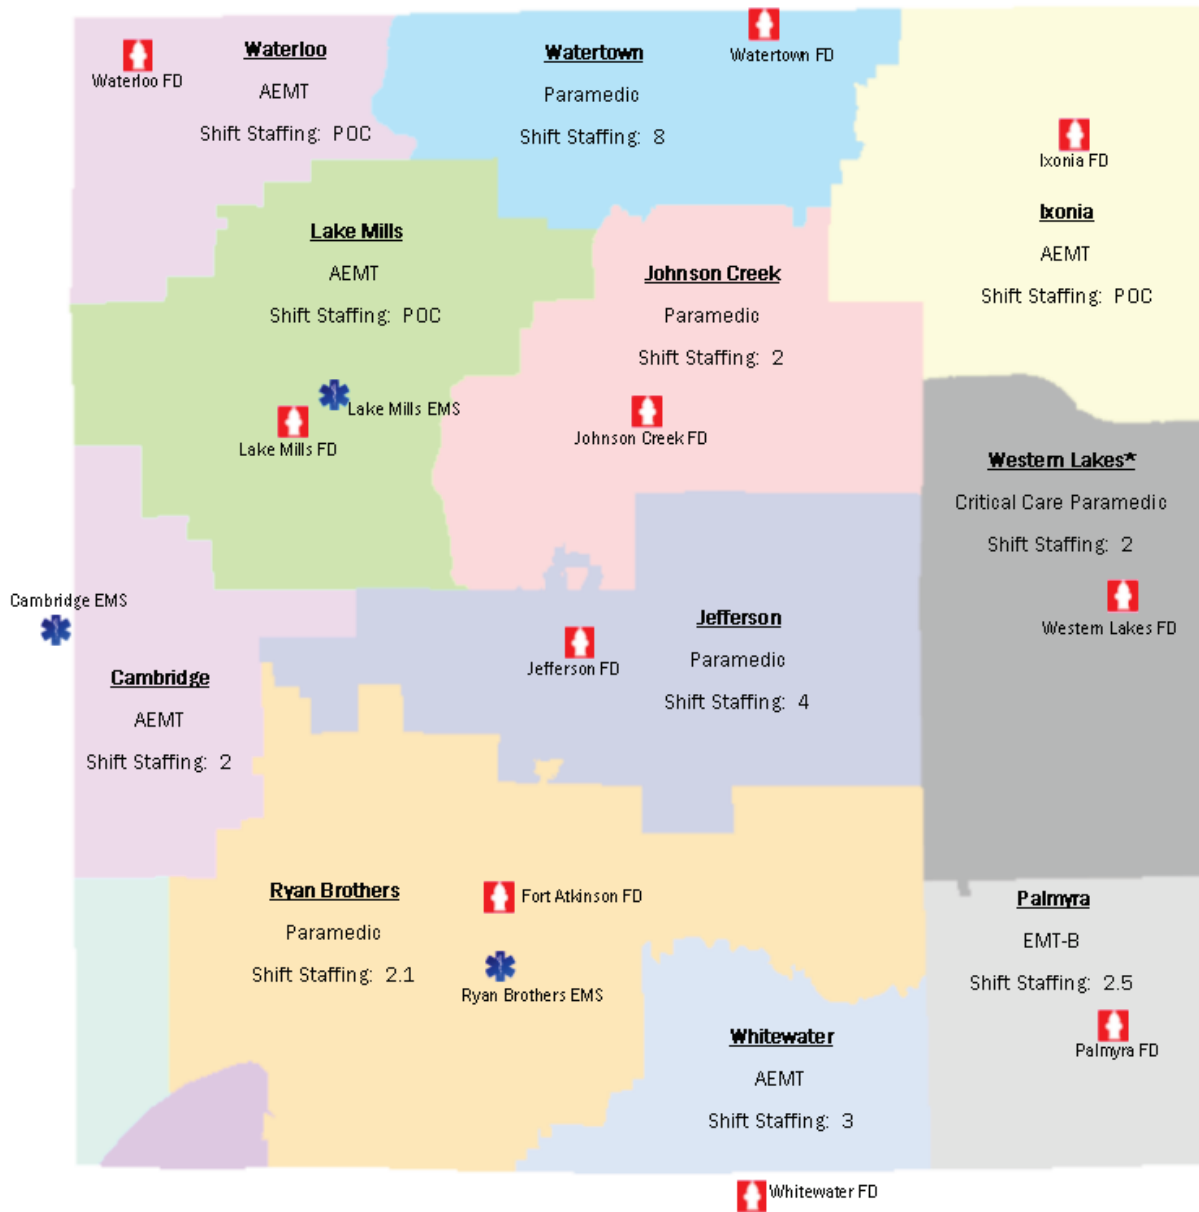 Waterloo FD
Waterloo
AEMT
Shift Staffing: POC
Watertown
Paramedic
Shift Staffing: 8
Watertown FD
Ixonia FD
Ixonia
AEMT
Shift Staffing: POC
Lake Mills
AEMT
Shift Staffing: POC
Lake Mills EMS
Lake Mills FD
Johnson Creek
Paramedic
Shift Staffing: 2
Johnson Creek FD
Western Lakes*
Critical Care Paramedic
Shift Staffing: 2
Western Lakes FD
Cambridge EMS
Cambridge
AEMT
Shift Staffing: 2
Jefferson FD
Jefferson
Paramedic
Shift Staffing: 4
Ryan Brothers
Paramedic
Shift Staffing: 2.1
Fort Atkinson FD
Ryan Brothers EMS
Palmyra
EMT-B
Shift Staffing: 2.5
Palmyra FD
Whitewater
AEMT
Shift Staffing: 3
Whitewater FD